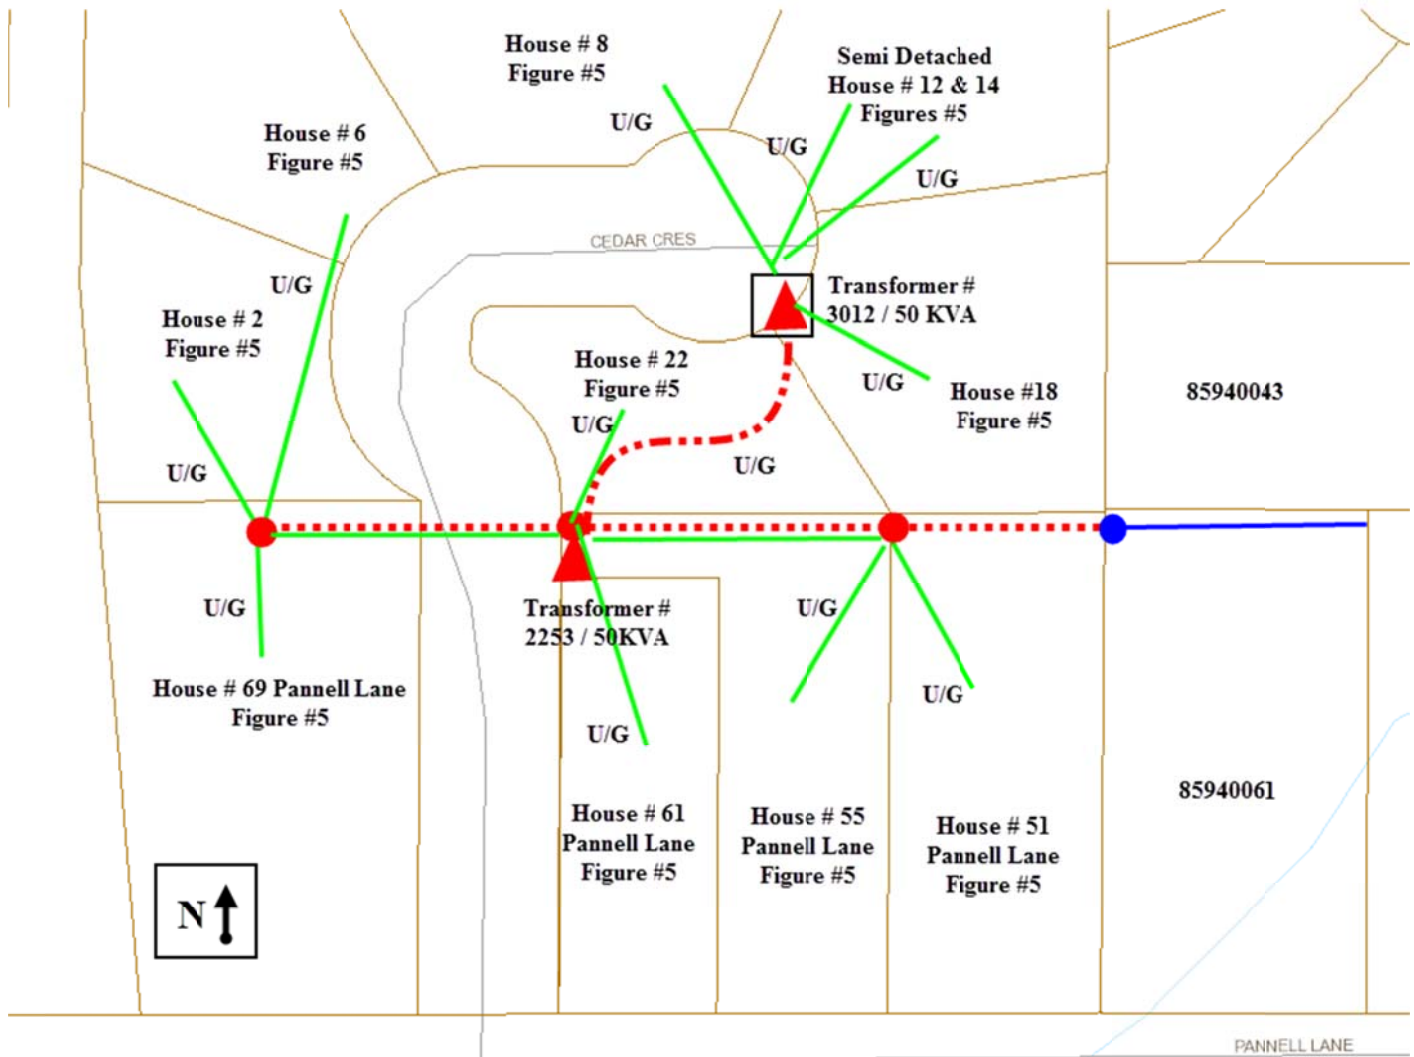 House # 8
Figure #5
Semi Detached
House # 12 & 14
Figures #5
U/G
House # 6
Figure #5
U/G
U/G
CEDAR CRES
U/G
Transformer #
3012 / 50 KVA
House # 2
Figure #5
House # 22
Figure #5
U/G
House #18
Figure #5
85940043
U/G
U/G
U/G
U/G
Transformer #
2253 / 50KVA
U/G
House # 69 Pannell Lane
Figure #5
U/G
U/G
House # 61
Pannell Lane
Figure #5
House # 55
Pannell Lane
Figure #5
House # 51
Pannell Lane
Figure #5
85940061
N
PANNELL LANE